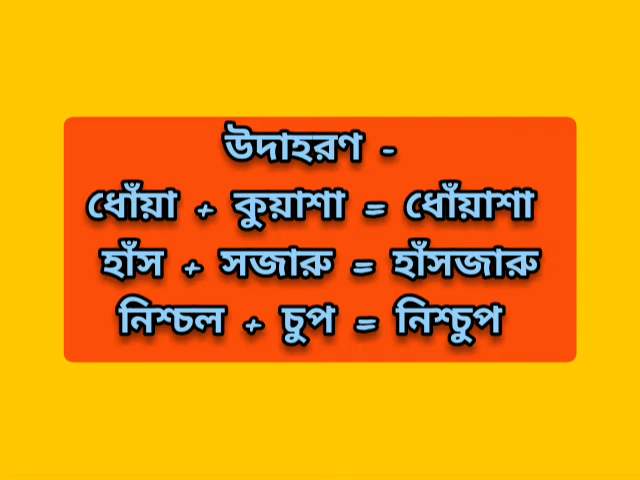 উদাহরণ -
ধোঁয়া + কুয়াশা = ধোঁয়াশা
হাঁস + সজারু = হাঁসজারু
নিশ্চল + চুপ = নিশ্চুপ